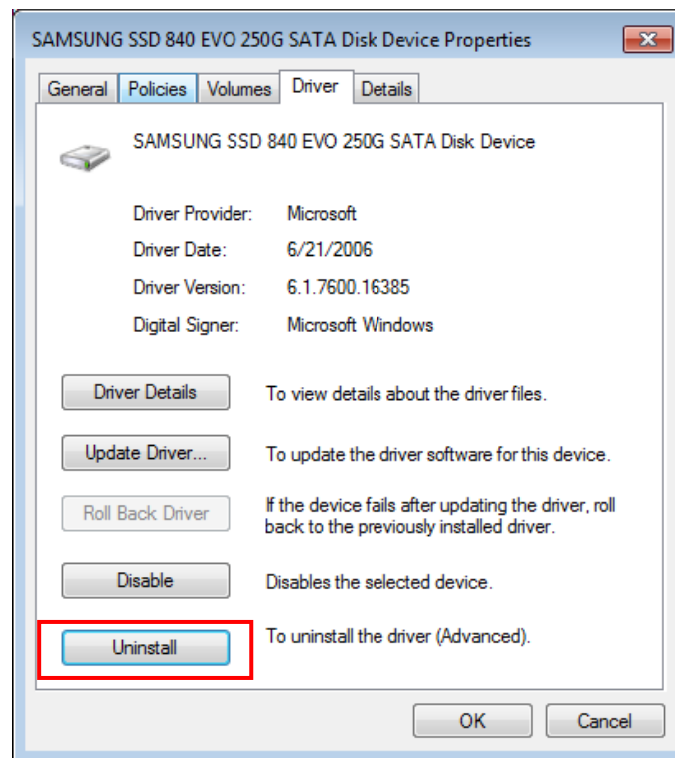 SAMSUNG SSD 840 EVO 250G SATA Disk Device Properties
General Policies Volumes Driver Details
SAMSUNG SSD 840 EVO 250G SATA Disk Device
Driver Provider: Microsoft
Driver Date: 6/21/2006
Driver Version: 6.1.7600.16385
Digital Signer: Microsoft Windows
Driver Details To view details about the driver files.
Update Driver... To update the driver software for this device.
Roll Back Driver If the device fails after updating the driver, roll
back to the previously installed driver.
Disable Disables the selected device.
Uninstall To uninstall the driver (Advanced).
OK Cancel